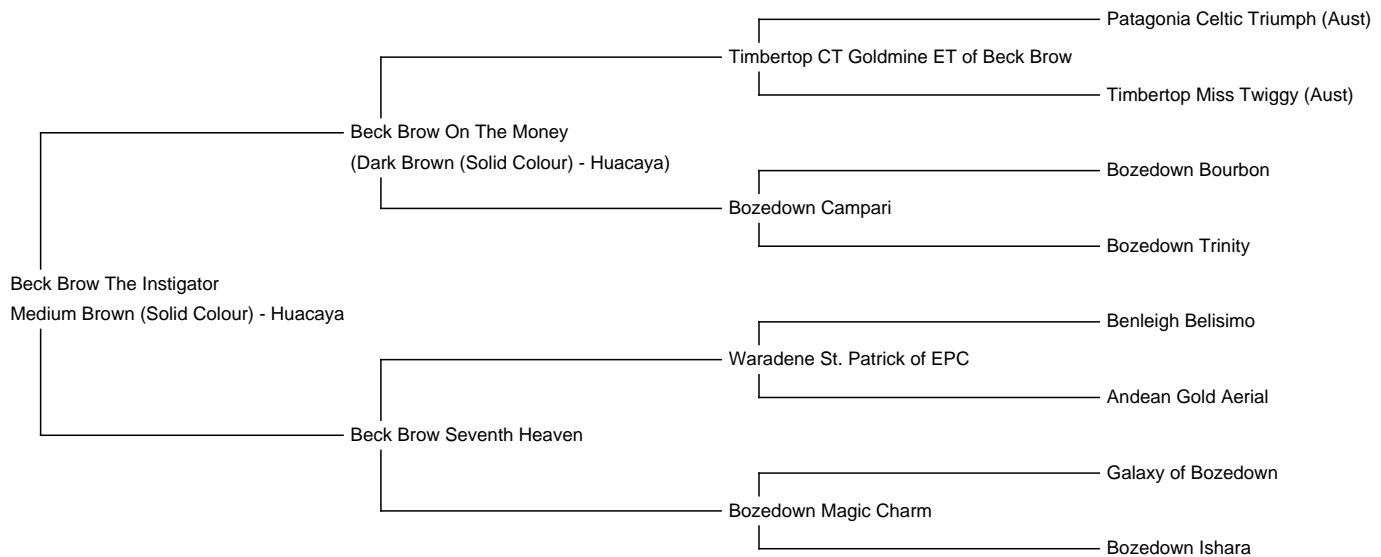 Patagonia Celtic Triumph (Aust)
Timbertop CT Goldmine ET of Beck Brow
Timbertop Miss Twiggy (Aust)
Beck Brow On The Money
(Dark Brown (Solid Colour) - Huacaya)
Bozedown Bourbon
Bozedown Campari
Bozedown Trinity
Beck Brow The Instigator
Medium Brown (Solid Colour) - Huacaya
Benleigh Belisimo
Waradene St. Patrick of EPC
Andean Gold Aerial
Beck Brow Seventh Heaven
Galaxy of Bozedown
Bozedown Magic Charm
Bozedown Ishara